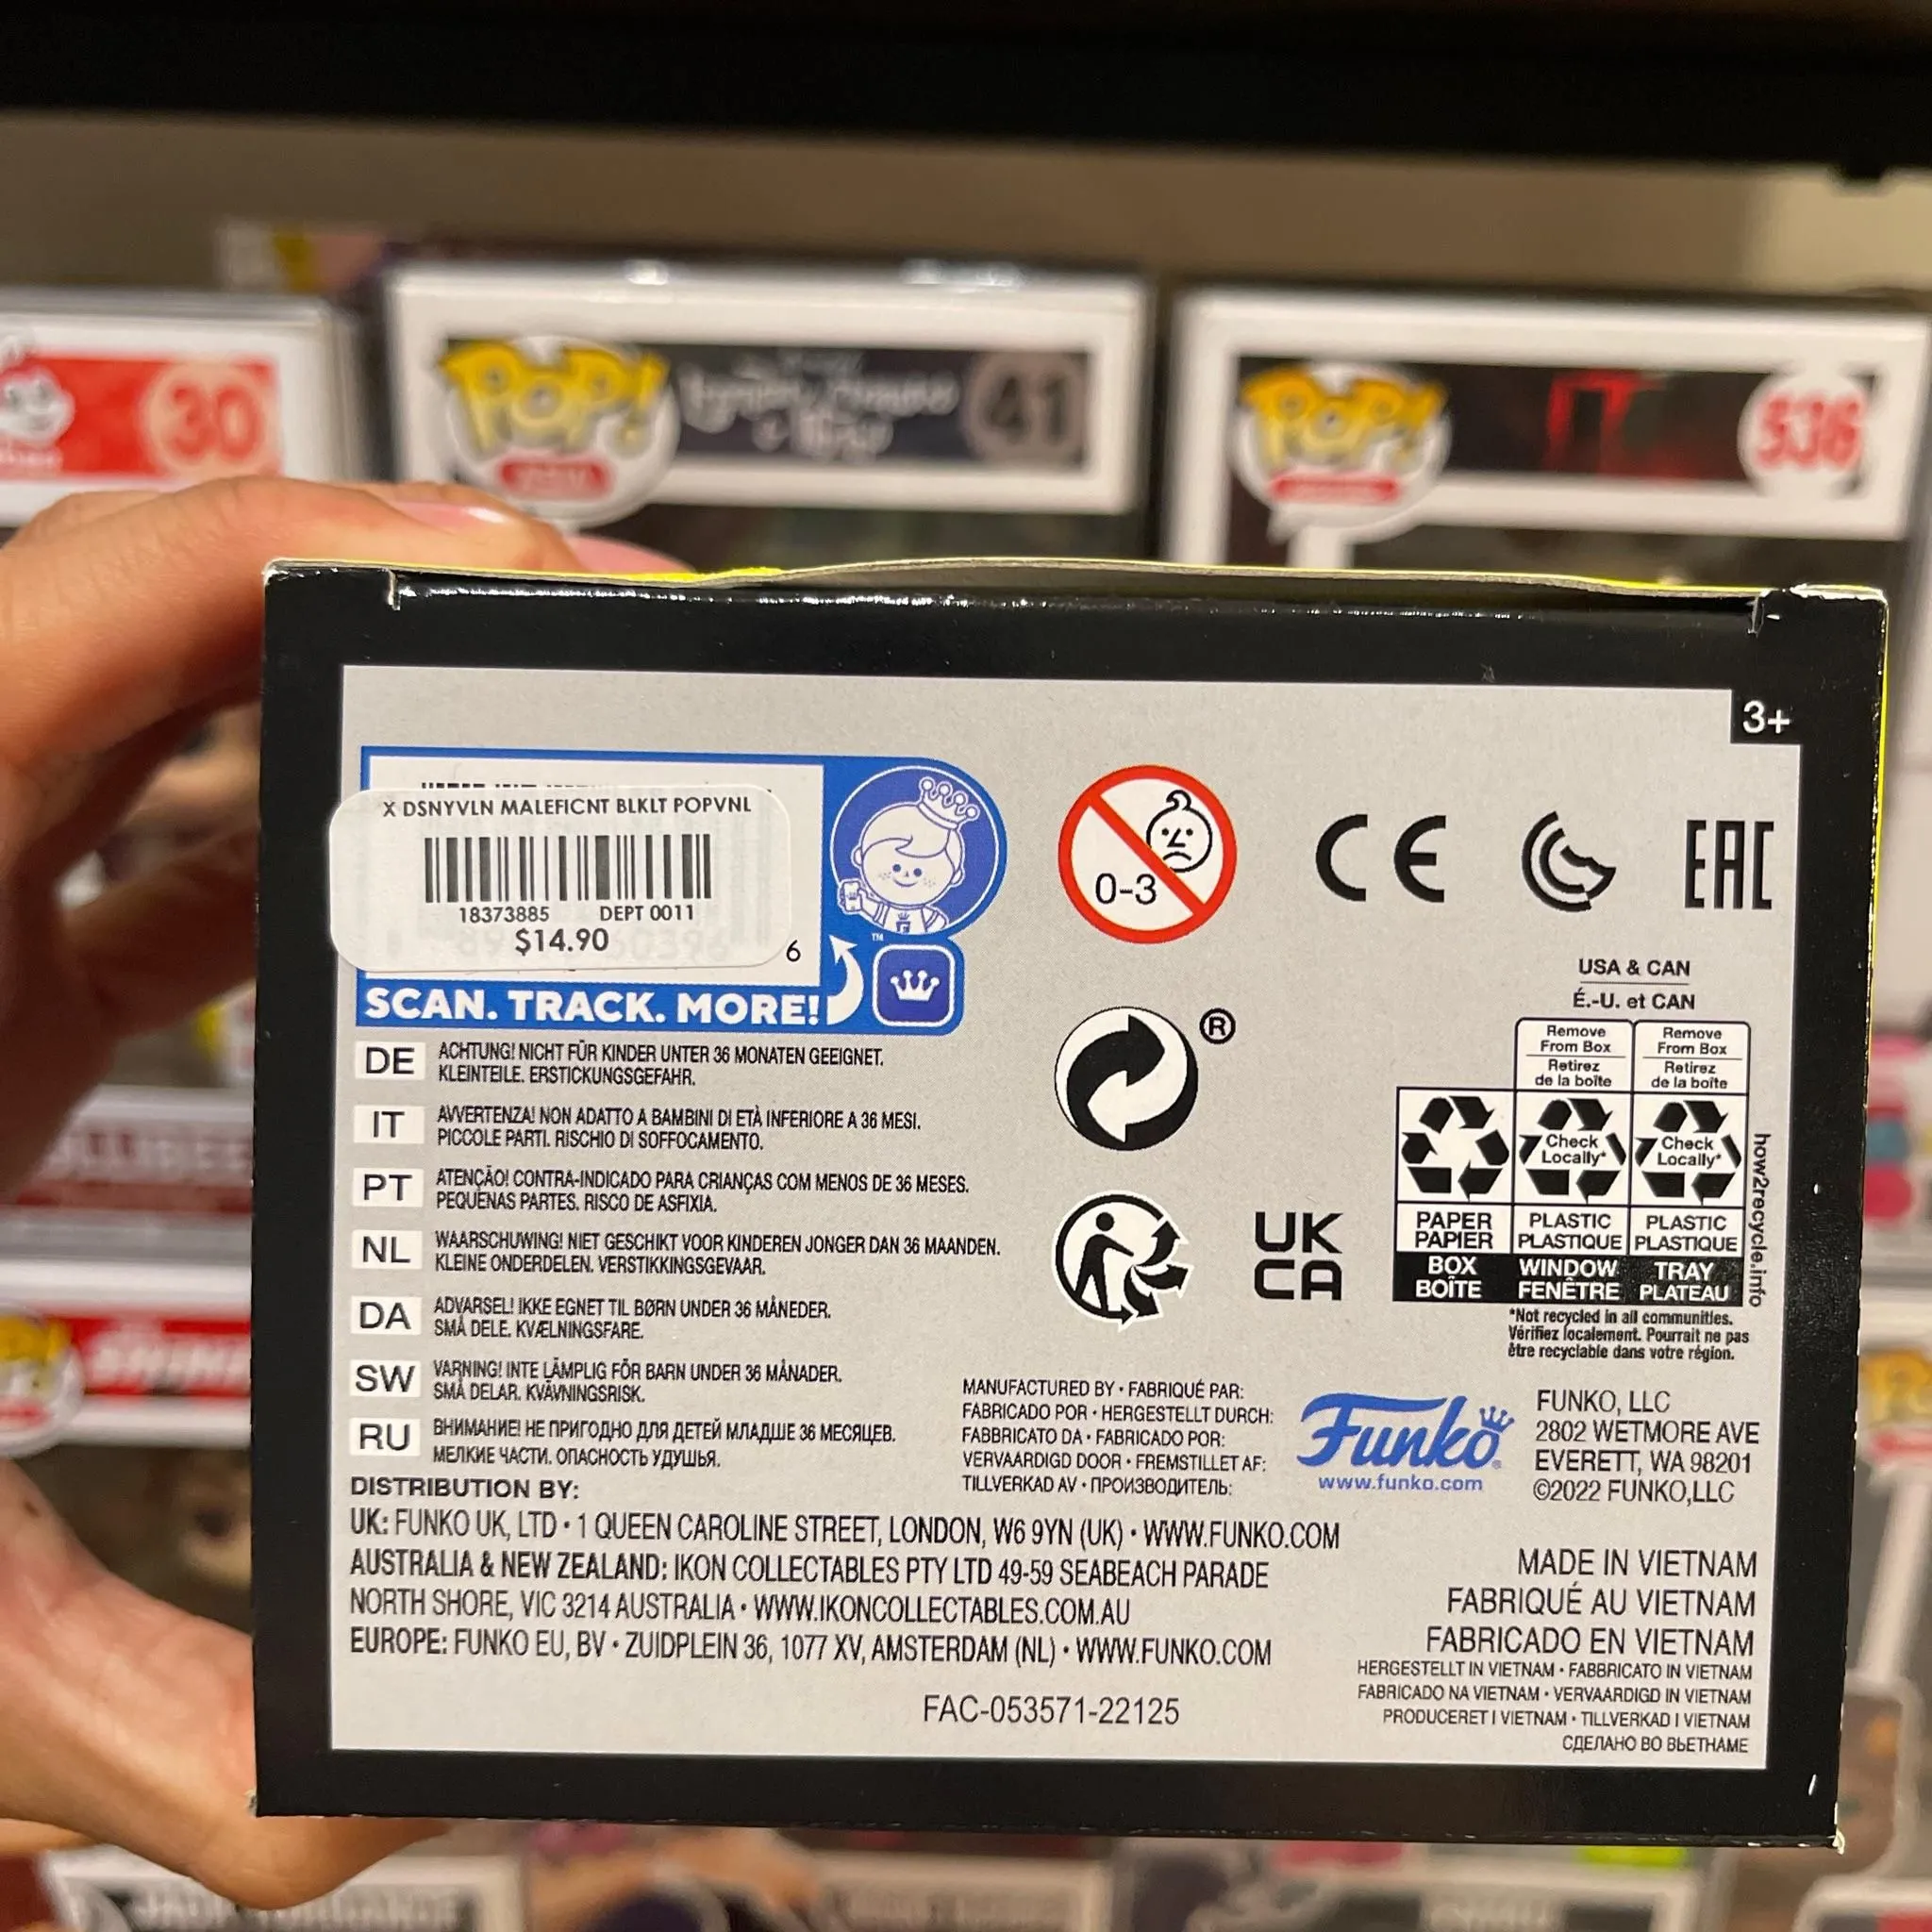 30
POP!
41
POP!
IT
536
3+
X DSNYVLN MALEFICNT BLKLT POPVNL
18373885 DEPT 0011
$14.90
6
™
SCAN. TRACK. MORE!
0-3
CE
EAC
®
UK
CA
USA & CAN
É.-U. et CAN
Remove
From Box
Retirez
de la boîte
Remove
From Box
Retirez
de la boîte
Check
Locally*
Check
Locally*
PAPER
PAPIER
PLASTIC
PLASTIQUE
PLASTIC
PLASTIQUE
BOX
BOÎTE
WINDOW
FENÊTRE
TRAY
PLATEAU
how2recycle.info
*Not recycled in all communities.
Vérifiez localement. Pourrait ne pas
être recyclable dans votre région.
DE ACHTUNG! NICHT FÜR KINDER UNTER 36 MONATEN GEEIGNET.
KLEINTEILE. ERSTICKUNGSGEFAHR.
IT AVVERTENZA! NON ADATTO A BAMBINI DI ETÀ INFERIORE A 36 MESI.
PICCOLE PARTI. RISCHIO DI SOFFOCAMENTO.
PT ATENÇÃO! CONTRA-INDICADO PARA CRIANÇAS COM MENOS DE 36 MESES.
PEQUENAS PARTES. RISCO DE ASFIXIA.
NL WAARSCHUWING! NIET GESCHIKT VOOR KINDEREN JONGER DAN 36 MAANDEN.
KLEINE ONDERDELEN. VERSTIKKINGSGEVAAR.
DA ADVARSEL! IKKE EGNET TIL BØRN UNDER 36 MÅNEDER.
SMÅ DELE. KVÆLNINGSFARE.
SW VARNING! INTE LÄMPLIG FÖR BARN UNDER 36 MÅNADER.
SMÅ DELAR. KVÄVNINGSRISK.
RU ВНИМАНИЕ! НЕ ПРИГОДНО ДЛЯ ДЕТЕЙ МЛАДШЕ 36 МЕСЯЦЕВ.
МЕЛКИЕ ЧАСТИ. ОПАСНОСТЬ УДУШЬЯ.
MANUFACTURED BY • FABRIQUÉ PAR:
FABRICADO POR • HERGESTELLT DURCH:
FABBRICATO DA • FABRICADO POR:
VERVAARDIGD DOOR • FREMSTILLET AF:
TILLVERKAD AV • ПРОИЗВОДИТЕЛЬ:
Funko
www.funko.com
FUNKO, LLC
2802 WETMORE AVE
EVERETT, WA 98201
©2022 FUNKO,LLC
DISTRIBUTION BY:
UK: FUNKO UK, LTD • 1 QUEEN CAROLINE STREET, LONDON, W6 9YN (UK) • WWW.FUNKO.COM
AUSTRALIA & NEW ZEALAND: IKON COLLECTABLES PTY LTD 49-59 SEABEACH PARADE
NORTH SHORE, VIC 3214 AUSTRALIA • WWW.IKONCOLLECTABLES.COM.AU
EUROPE: FUNKO EU, BV • ZUIDPLEIN 36, 1077 XV, AMSTERDAM (NL) • WWW.FUNKO.COM
FAC-053571-22125
MADE IN VIETNAM
FABRIQUÉ AU VIETNAM
FABRICADO EN VIETNAM
HERGESTELLT IN VIETNAM • FABBRICATO IN VIETNAM
FABRICADO NA VIETNAM • VERVAARDIGD IN VIETNAM
PRODUCERET I VIETNAM • TILLVERKAD I VIETNAM
СДЕЛАНО ВО ВЬЕТНАМЕ